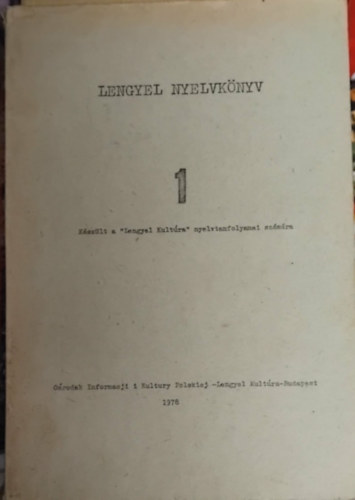 LENGYEL NYELVKÖNYV
1
Készült a "Lengyel Kultúra" nyelvtanfolyamai számára
Ośrodek Informacji i Kultury Polskiej -Lengyel Kultúra-Budapest
1978